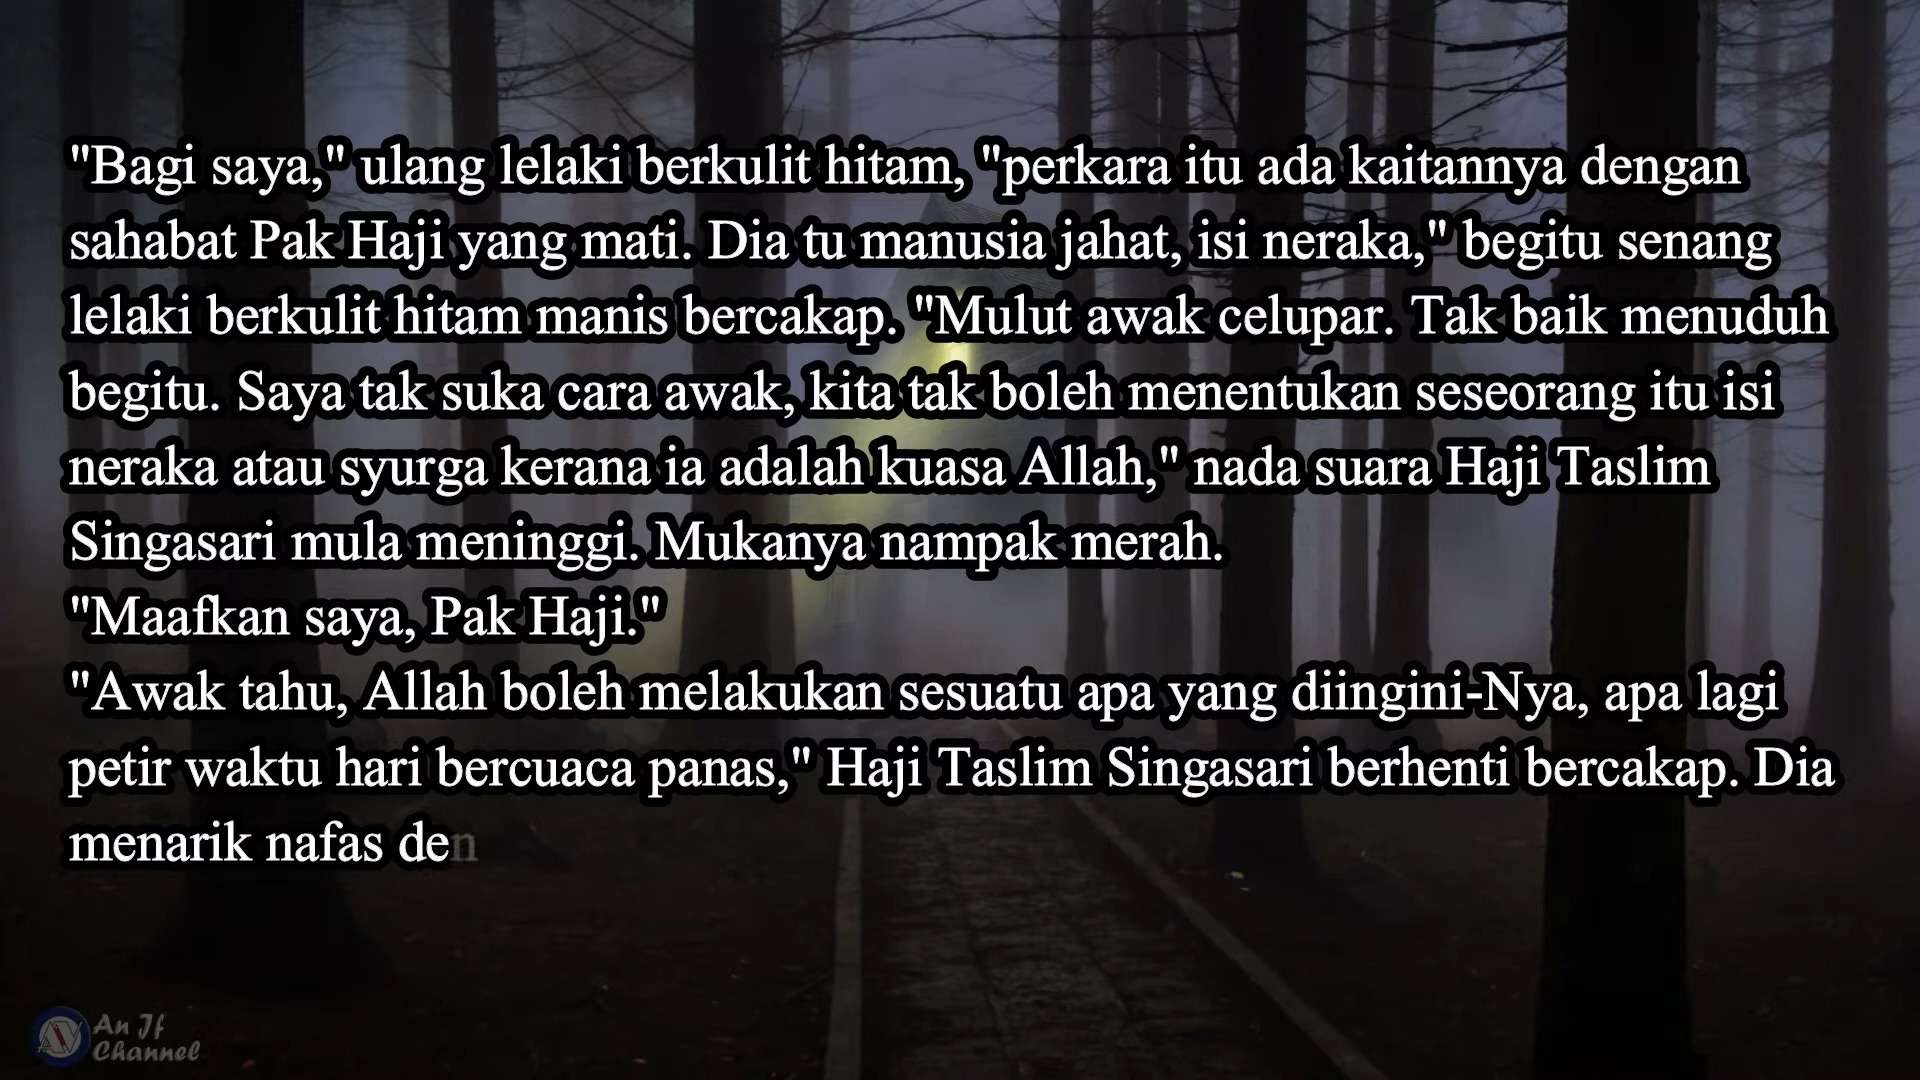 "Bagi saya," ulang lelaki berkulit hitam, "perkara itu ada kaitannya dengan
sahabat Pak Haji yang mati. Dia tu manusia jahat, isi neraka," begitu senang
lelaki berkulit hitam manis bercakap. "Mulut awak celupar. Tak baik menuduh
begitu. Saya tak suka cara awak, kita tak boleh menentukan seseorang itu isi
neraka atau syurga kerana ia adalah kuasa Allah," nada suara Haji Taslim
Singasari mula meninggi. Mukanya nampak merah.
"Maafkan saya, Pak Haji."
"Awak tahu, Allah boleh melakukan sesuatu apa yang diingini-Nya, apa lagi
petir waktu hari bercuaca panas," Haji Taslim Singasari berhenti bercakap. Dia
menarik nafas den
An Jf
Channel